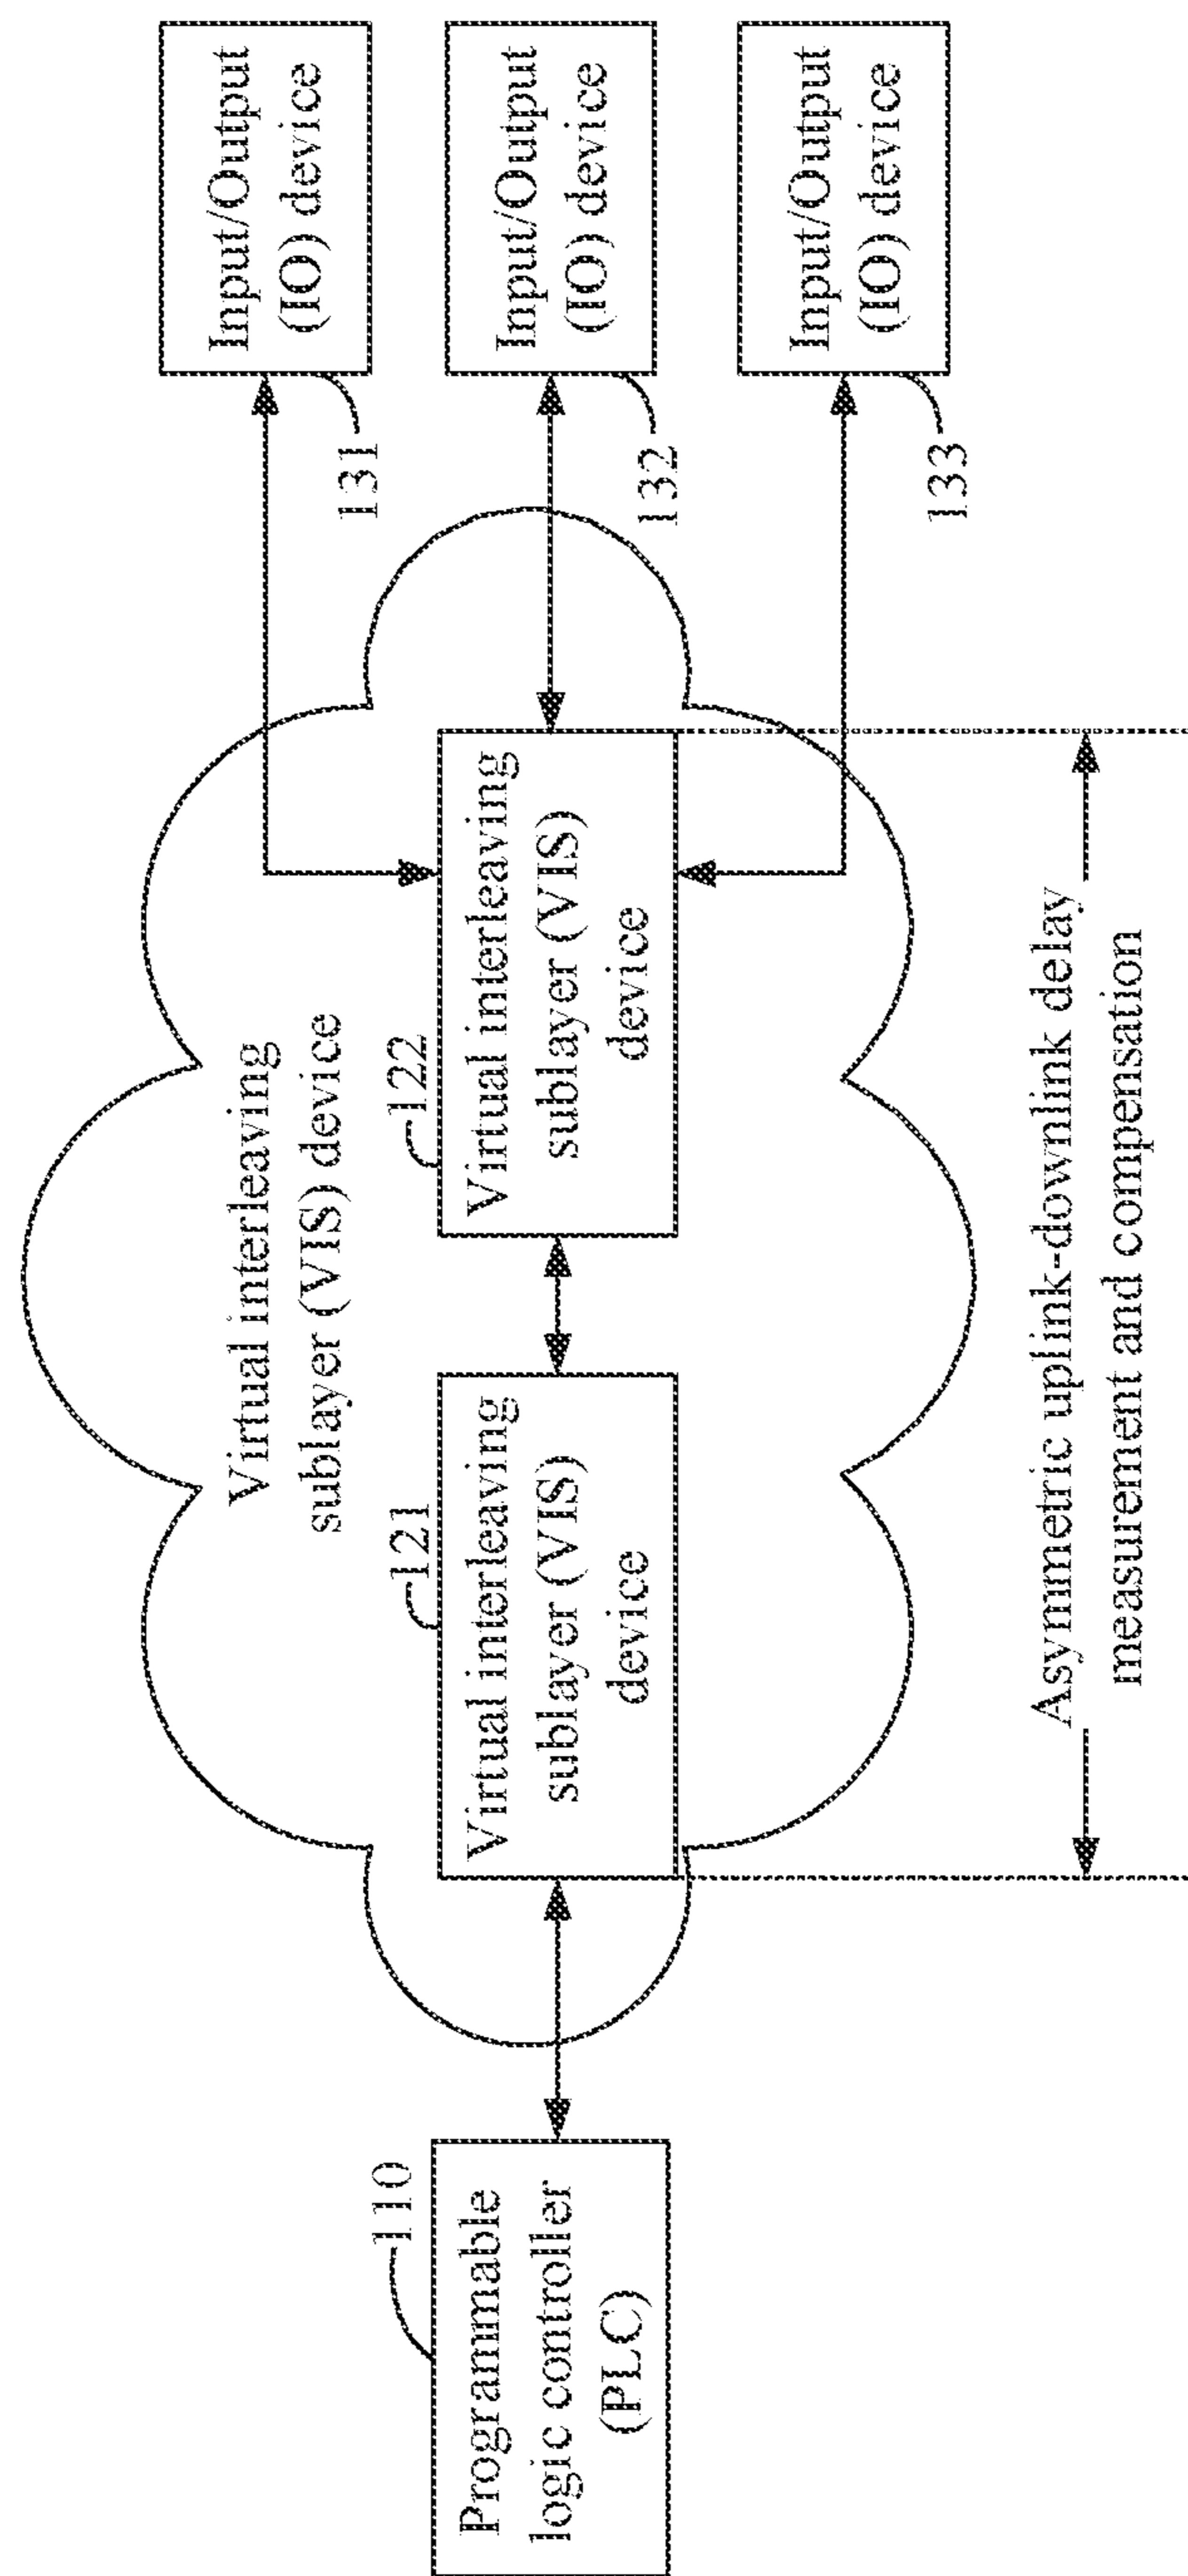 110
Programmable
logic controller
(PLC)
Virtual interleaving
sublayer (VIS) device
121
Virtual interleaving
sublayer (VIS)
device
122
Virtual interleaving
sublayer (VIS)
device
Input/Output
(IO) device
131
Input/Output
(IO) device
132
Input/Output
(IO) device
133
Asymmetric uplink-downlink delay
measurement and compensation